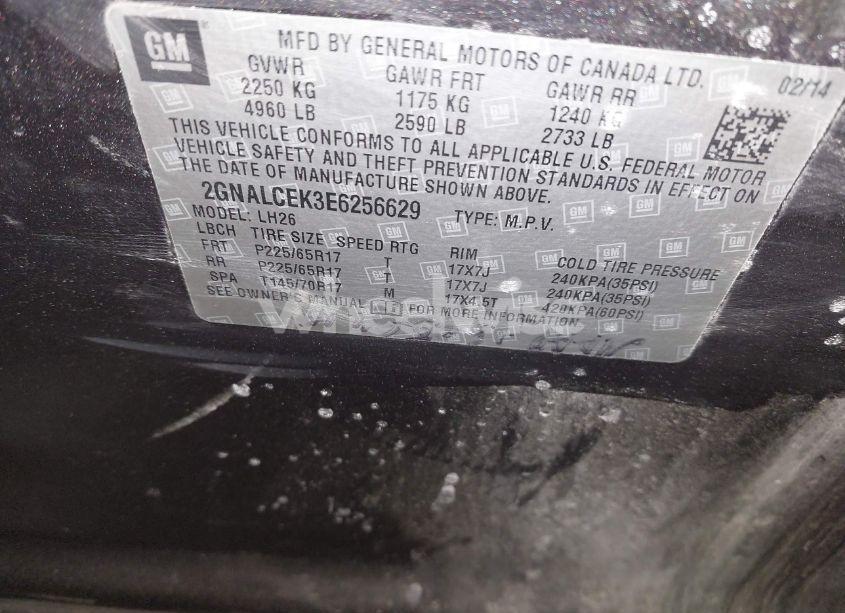 GM
MFD BY GENERAL MOTORS OF CANADA LTD.
02/14
GVWR GAWR FRT GAWR RR
2250 KG 1175 KG 1240 KG
4960 LB 2590 LB 2733 LB
THIS VEHICLE CONFORMS TO ALL APPLICABLE U.S. FEDERAL MOTOR
VEHICLE SAFETY AND THEFT PREVENTION STANDARDS IN EFFECT ON
THE DATE OF MANUFACTURE SHOWN ABOVE.
2GNALCEK3E6256629 TYPE: M.P.V.
MODEL: LH26
LBCH TIRE SIZE SPEED RTG RIM COLD TIRE PRESSURE
FRT P225/65R17 T 17X7J 240KPA(35PSI)
RR P225/65R17 T 17X7J 240KPA(35PSI)
SPA T145/70R17 M 17X4.5T 420KPA(60PSI)
SEE OWNER'S MANUAL FOR MORE INFORMATION